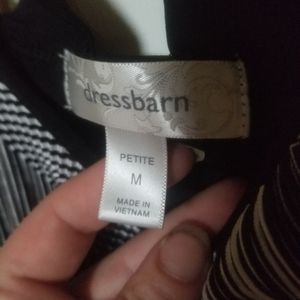 dressbarn
PETITE
M
MADE IN
VIETNAM